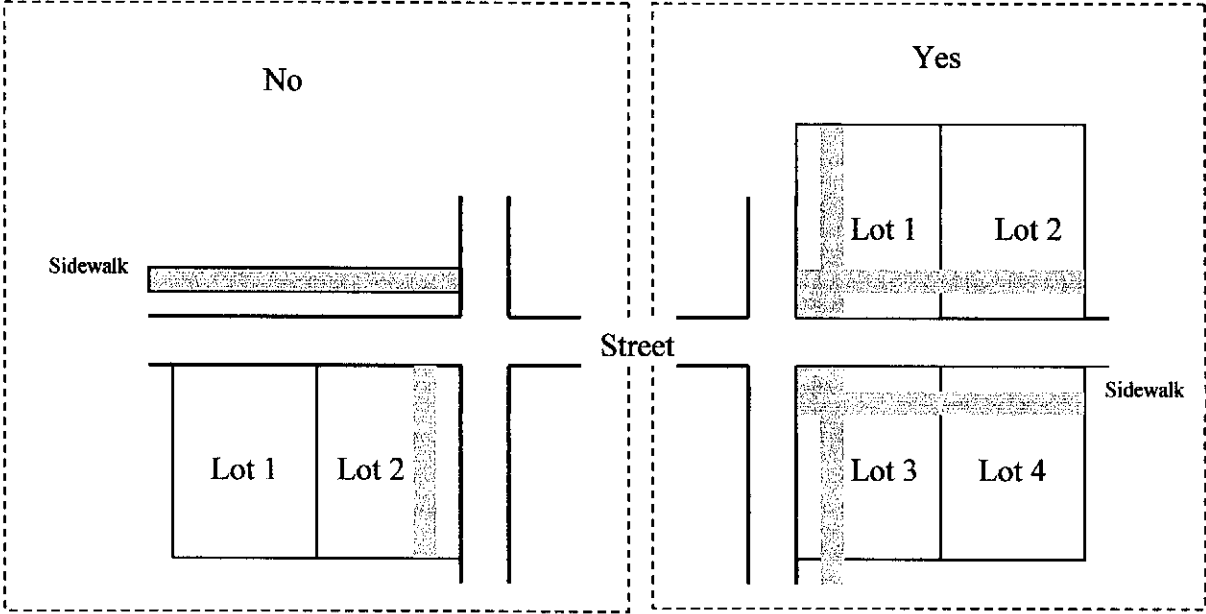 No
Sidewalk
Lot 1
Lot 2
Street
Yes
Lot 1
Lot 2
Sidewalk
Lot 3
Lot 4